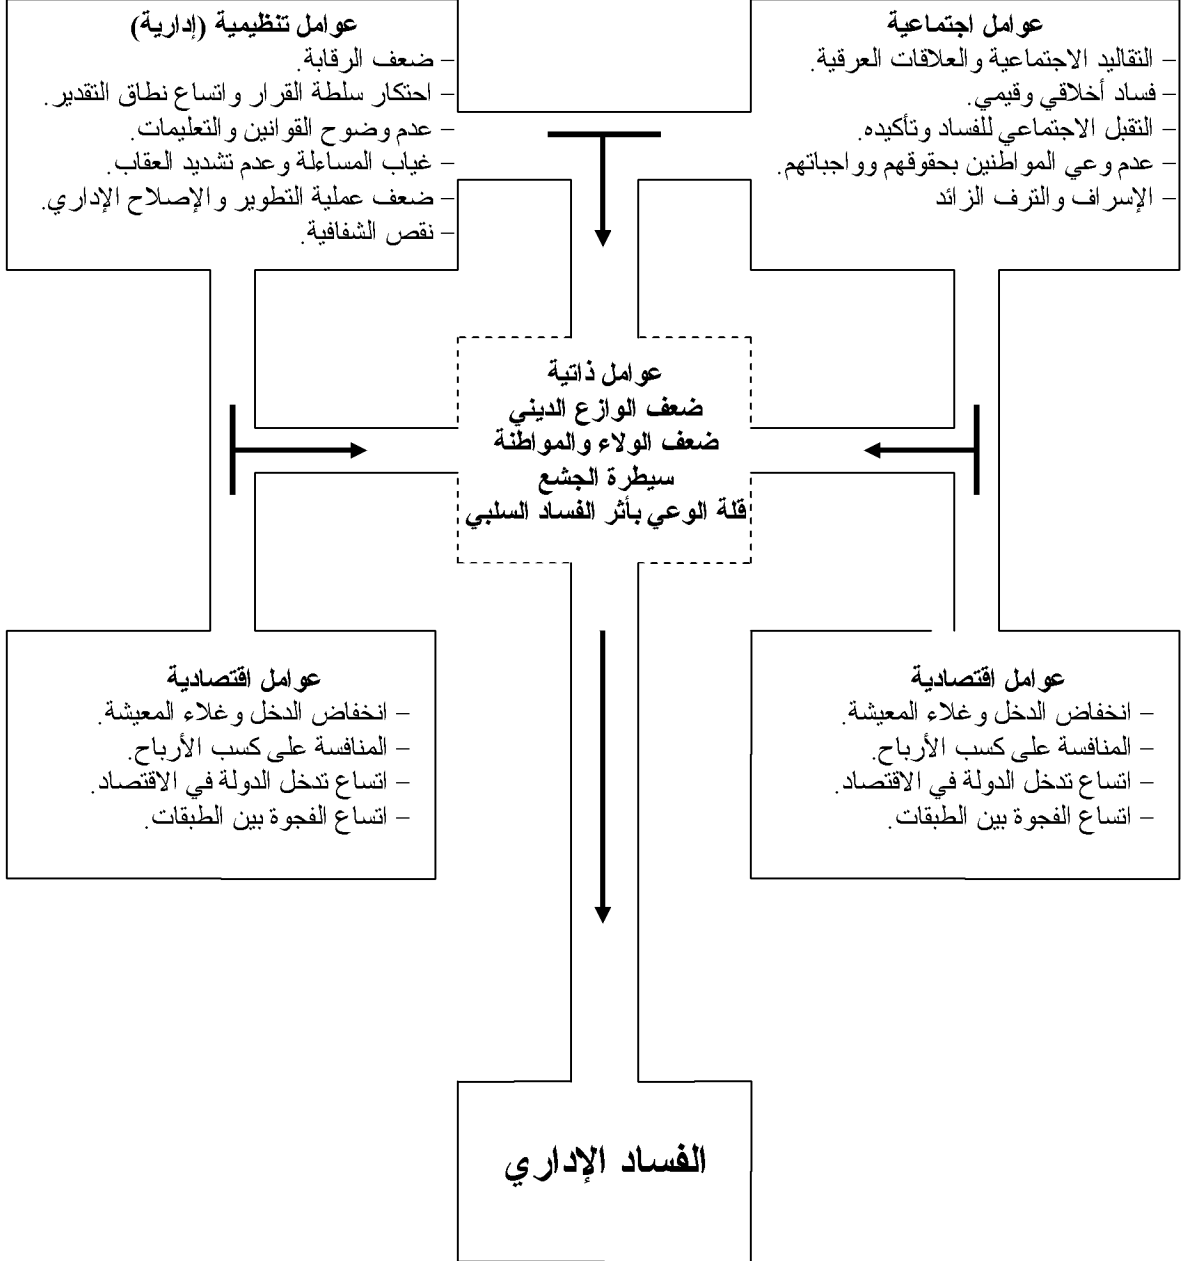 عوامل اجتماعية
– التقاليد الاجتماعية والعلاقات العرقية.
– فساد أخلاقي وقيمي.
– التقبل الاجتماعي للفساد وتأكيده.
– عدم وعي المواطنين بحقوقهم وواجباتهم.
– الإسراف والترف الزائد
عوامل تنظيمية (إدارية)
– ضعف الرقابة.
– احتكار سلطة القرار واتساع نطاق التقدير.
– عدم وضوح القوانين والتعليمات.
– غياب المساءلة وعدم تشديد العقاب.
– ضعف عملية التطوير والإصلاح الإداري.
– نقص الشفافية.
عوامل ذاتية
ضعف الوازع الديني
ضعف الولاء والمواطنة
سيطرة الجشع
قلة الوعي بأثر الفساد السلبي
عوامل اقتصادية
– انخفاض الدخل وغلاء المعيشة.
– المنافسة على كسب الأرباح.
– اتساع تدخل الدولة في الاقتصاد.
– اتساع الفجوة بين الطبقات.
عوامل اقتصادية
– انخفاض الدخل وغلاء المعيشة.
– المنافسة على كسب الأرباح.
– اتساع تدخل الدولة في الاقتصاد.
– اتساع الفجوة بين الطبقات.
الفساد الإداري